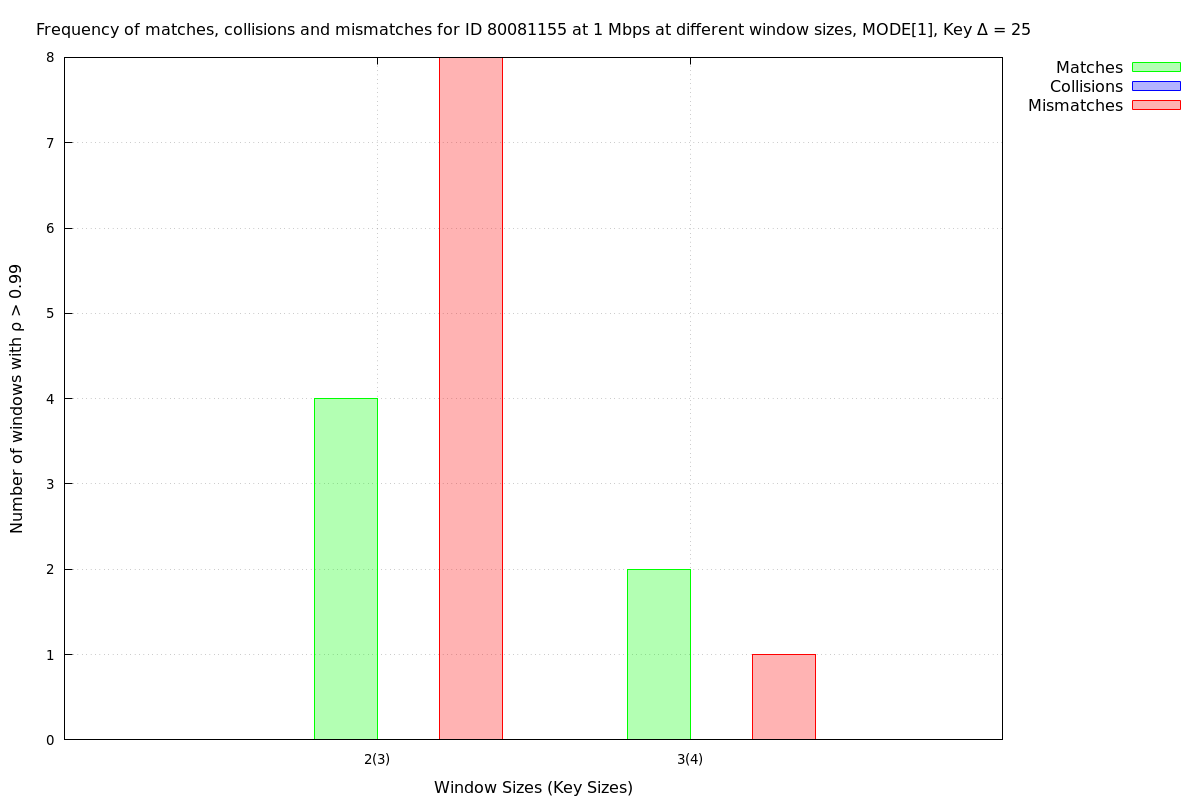 Frequency of matches, collisions and mismatches for ID 80081155 at 1 Mbps at different window sizes, MODE[1], Key Δ = 25
Matches
Collisions
Mismatches
Number of windows with ρ > 0.99
8
7
6
5
4
3
2
1
0
2(3)
3(4)
Window Sizes (Key Sizes)